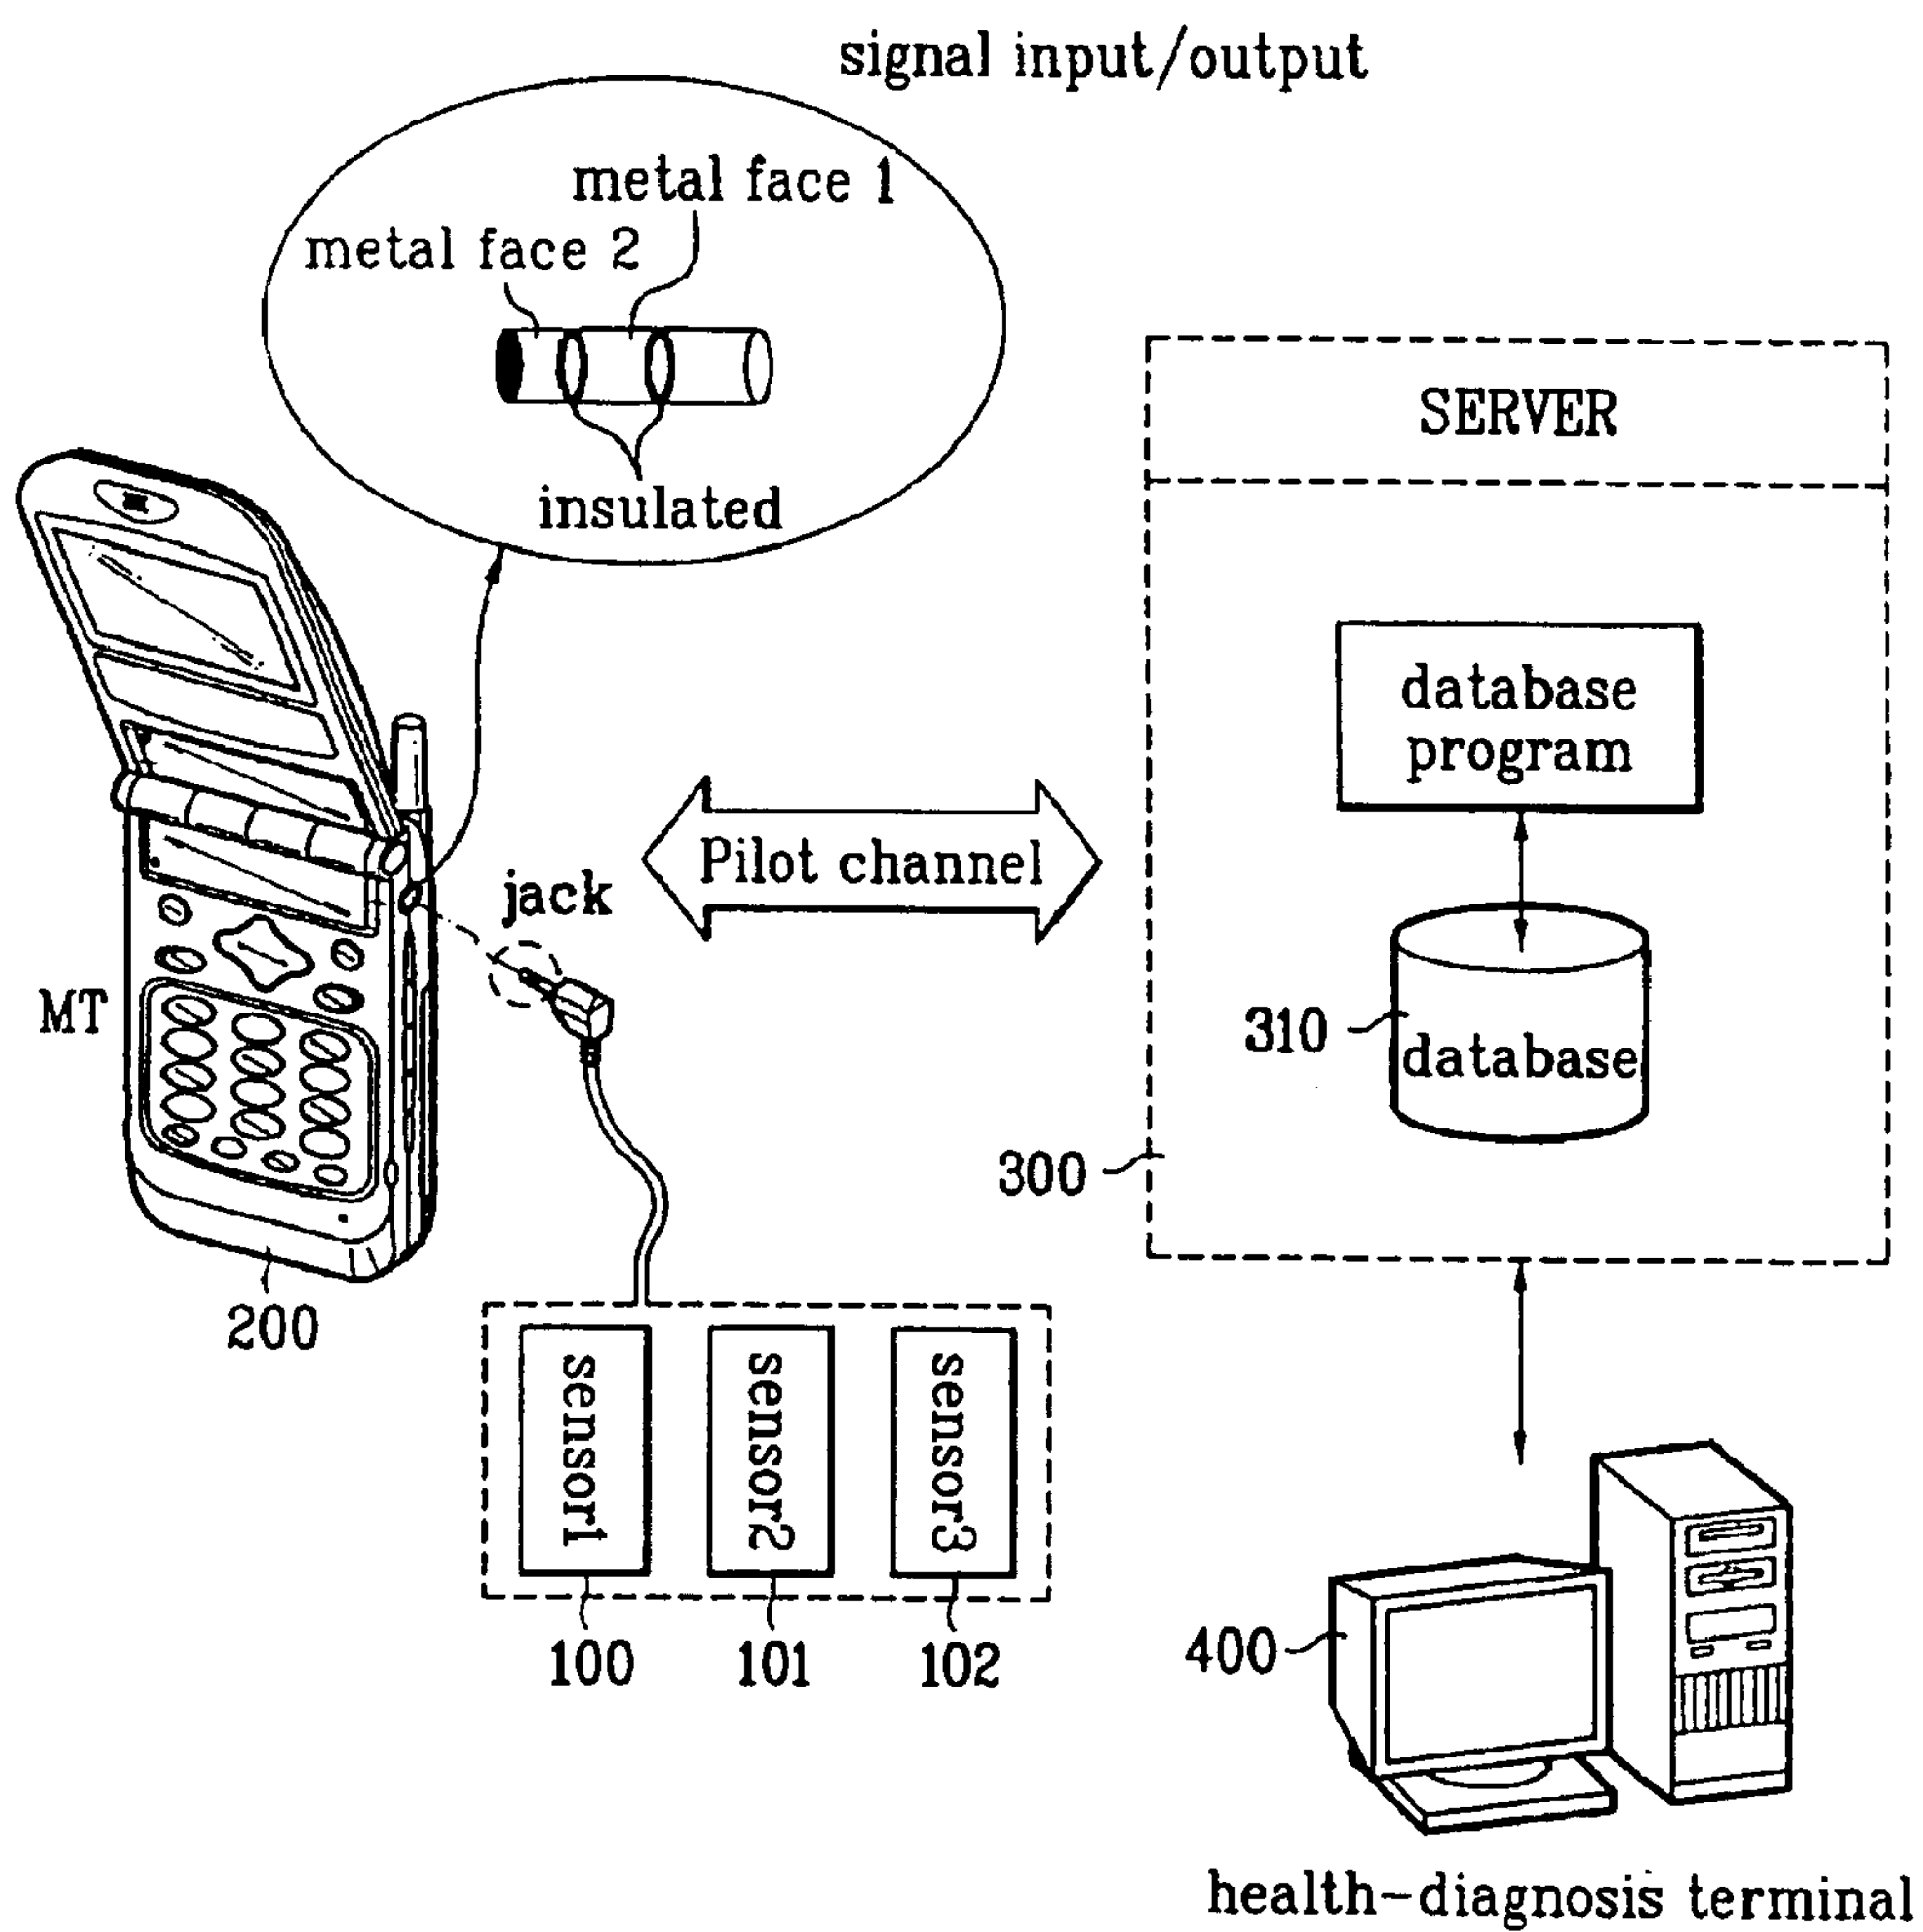 signal input/output
metal face 1
metal face 2
insulated
SERVER
database
program
Pilot channel
jack
MT
310
database
300
200
sensor1
sensor2
sensor3
100
101
102
400
health-diagnosis terminal